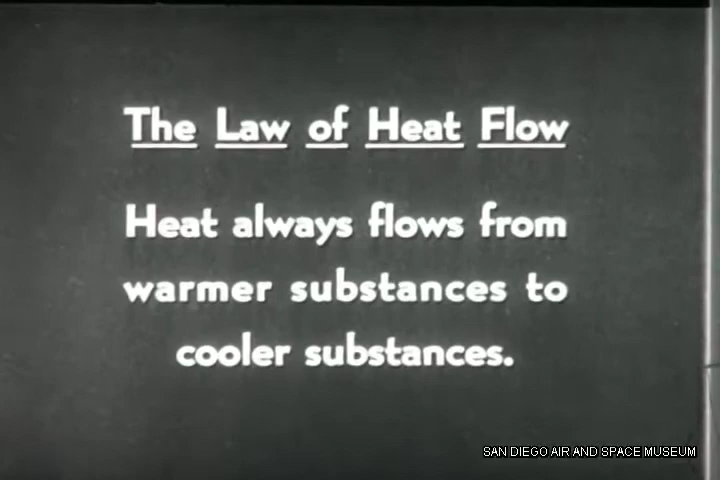 The Law of Heat Flow
Heat always flows from
warmer substances to
cooler substances.
SAN DIEGO AIR AND SPACE MUSEUM